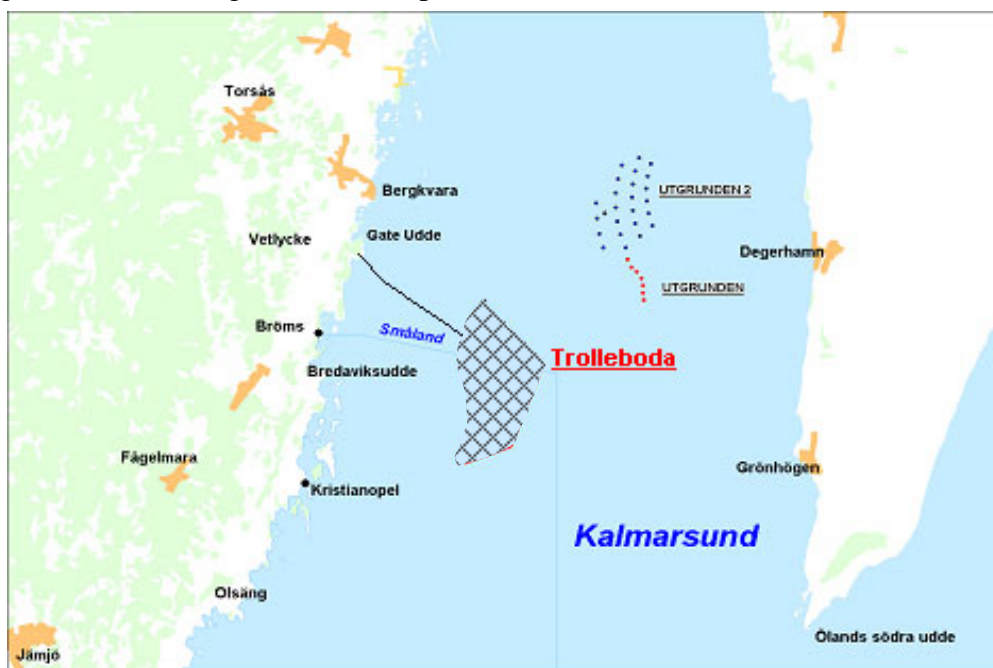 Torsås
Bergkvara
UTGRUNDEN 2
Vetlycke
Gate Udde
Degerhamn
UTGRUNDEN
Bröms
Småland
Trolleboda
Bredaviksudde
Fågelmara
Grönhögen
Kristianopel
Kalmarsund
Olsäng
Ölands södra udde
Jämjö